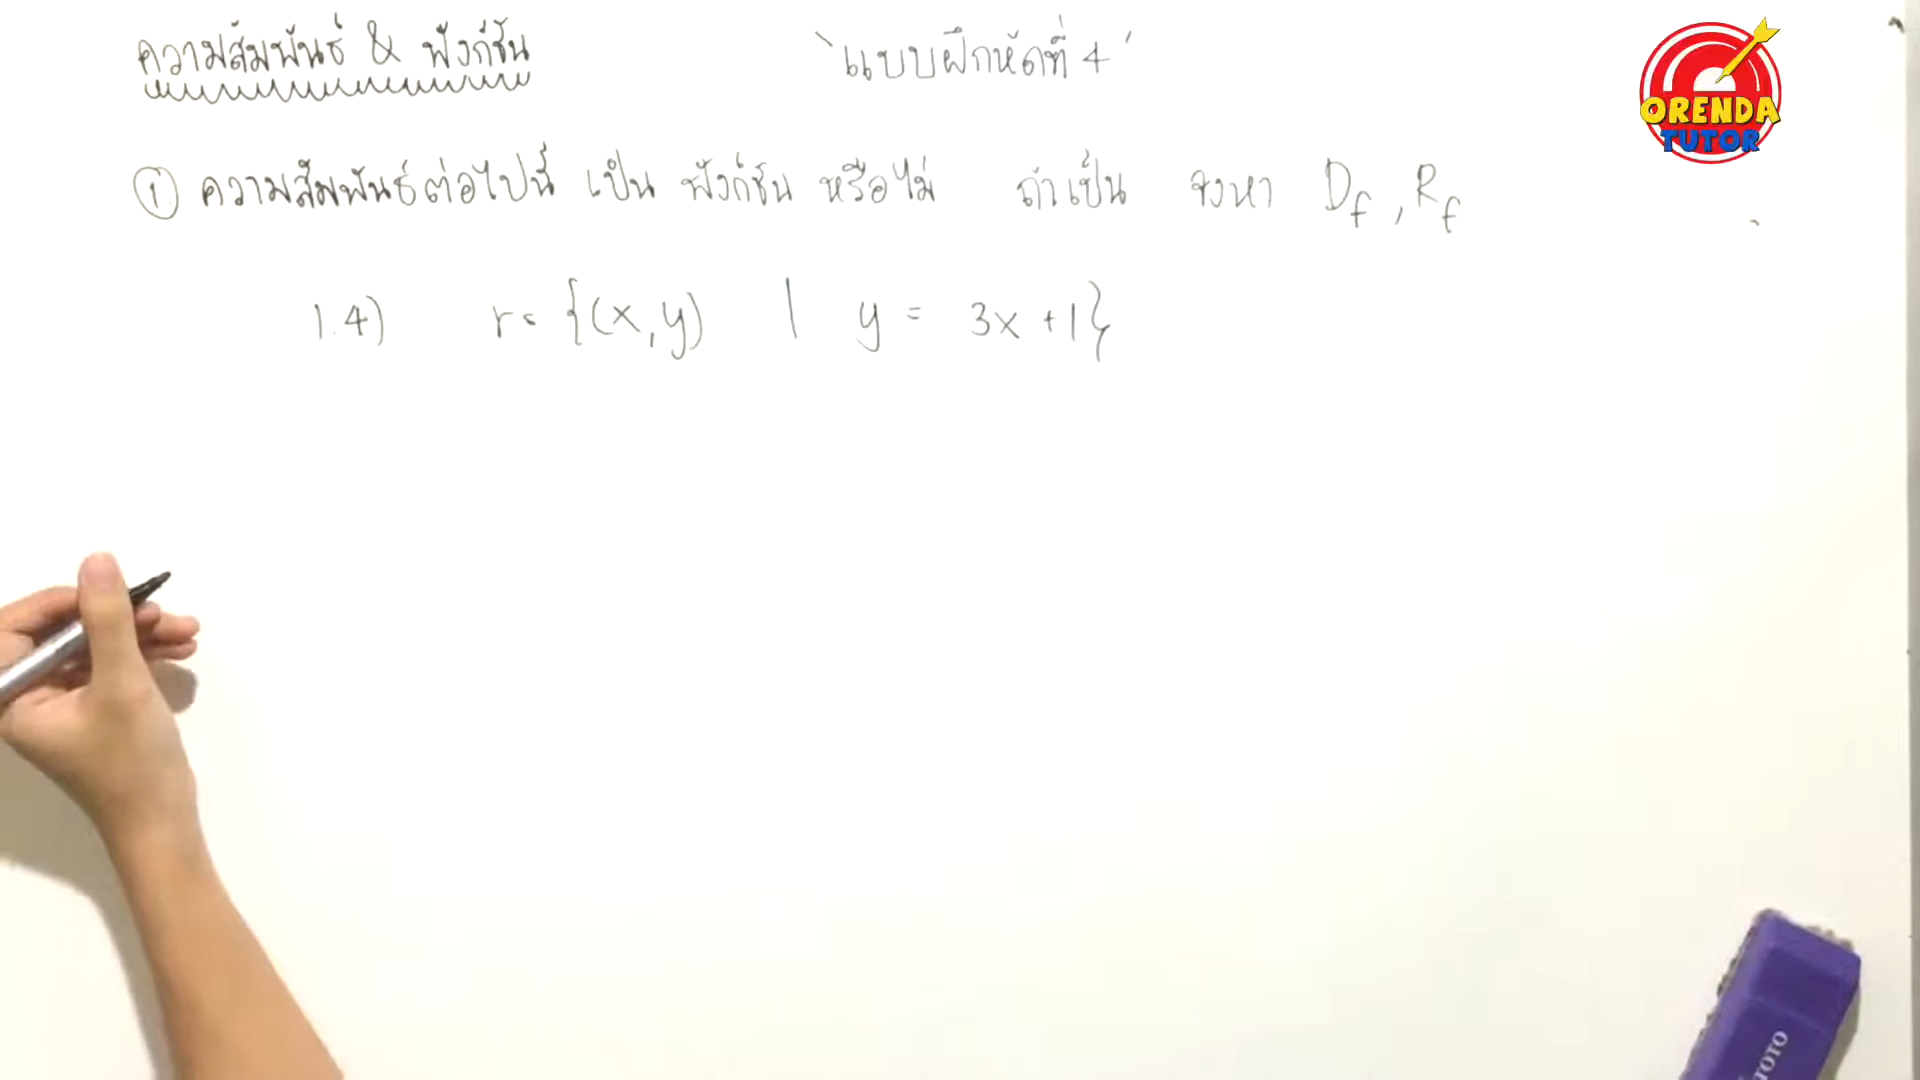 ความสัมพันธ์ & ฟังก์ชัน
`แบบฝึกหัดที่ 4'
ORENDA
TUTOR
① ความสัมพันธ์ต่อไปนี้ เป็น ฟังก์ชัน หรือไม่ ถ้าเป็น จงหา Df , Rf
1.4) r = {(x,y) | y = 3x +1}